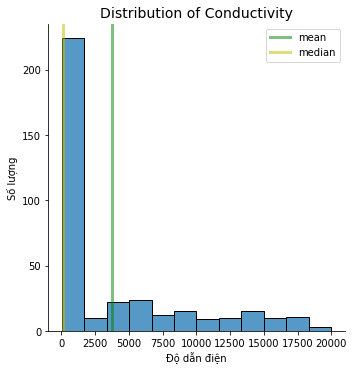 Distribution of Conductivity
mean
median
Số lượng
200
150
100
50
0
0 2500 5000 7500 10000 12500 15000 17500 20000
Độ dẫn điện